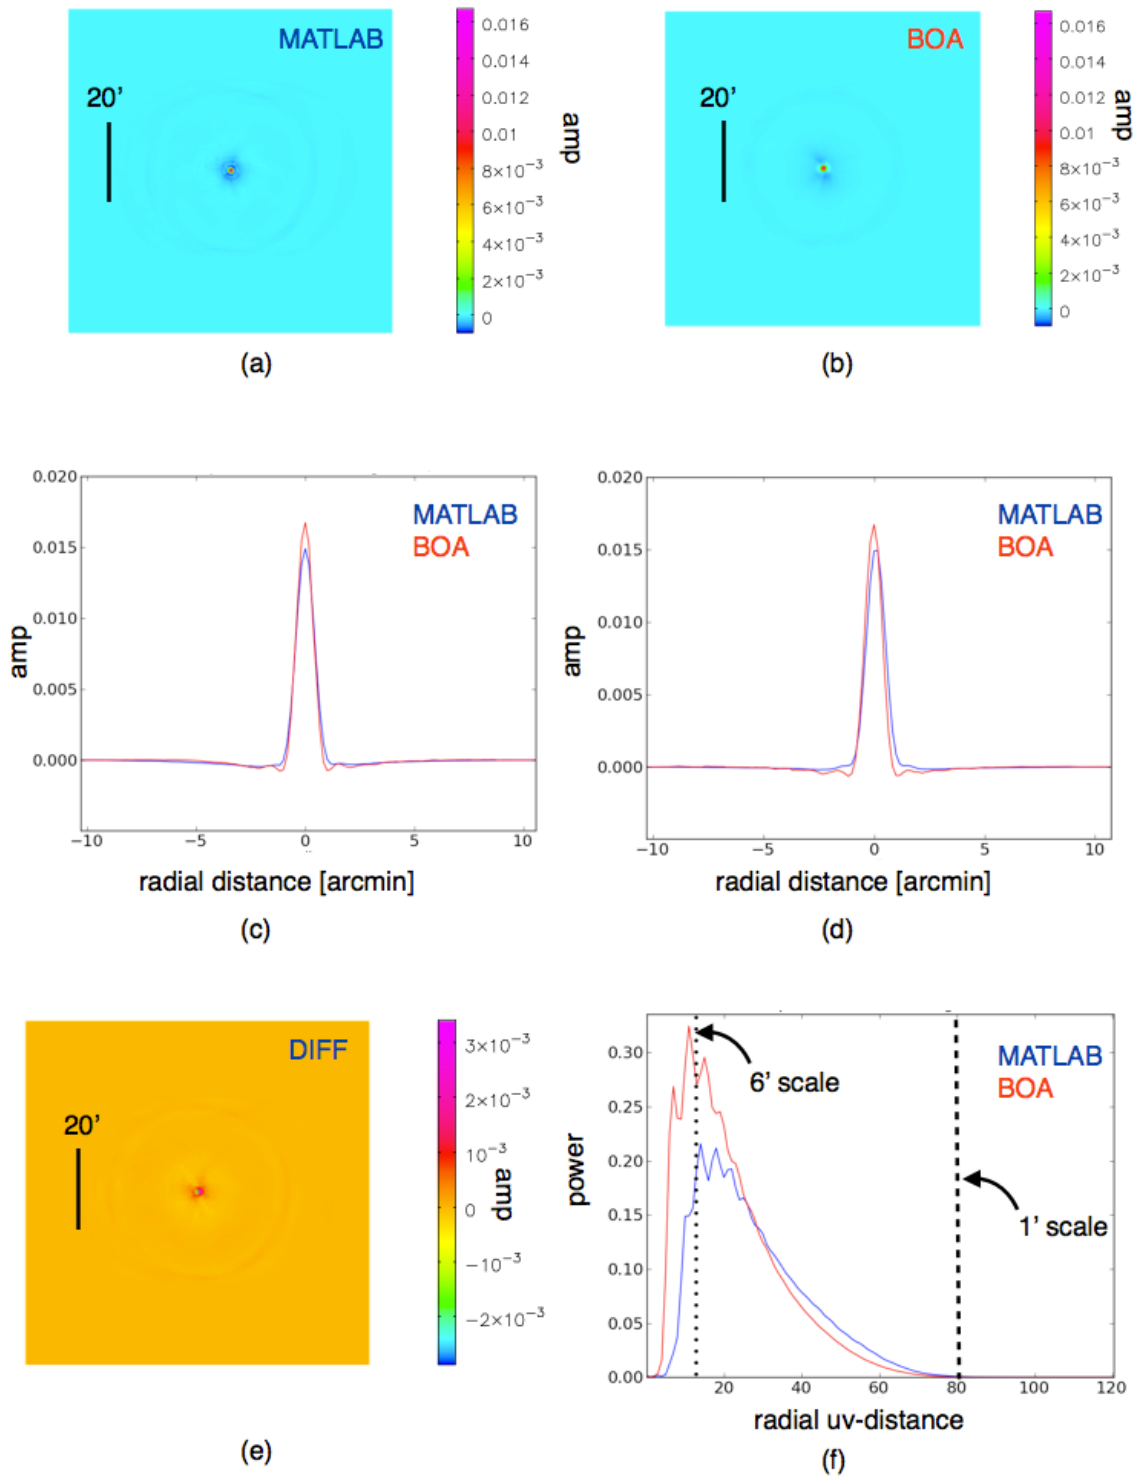 MATLAB
20’
0.016
0.014
0.012
0.01
8×10⁻³
6×10⁻³
4×10⁻³
2×10⁻³
0
amp
(a)
BOA
20’
0.016
0.014
0.012
0.01
8×10⁻³
6×10⁻³
4×10⁻³
2×10⁻³
0
amp
(b)
0.020
0.015
0.010
0.005
0.000
amp
MATLAB
BOA
−10 −5 0 5 10
radial distance [arcmin]
(c)
0.020
0.015
0.010
0.005
0.000
amp
MATLAB
BOA
−10 −5 0 5 10
radial distance [arcmin]
(d)
DIFF
20’
3×10⁻³
2×10⁻³
10⁻³
0
−10⁻³
−2×10⁻³
amp
(e)
0.30
0.25
0.20
0.15
0.10
0.05
0.00
power
MATLAB
BOA
6’ scale
1’ scale
20 40 60 80 100 120
radial uv-distance
(f)